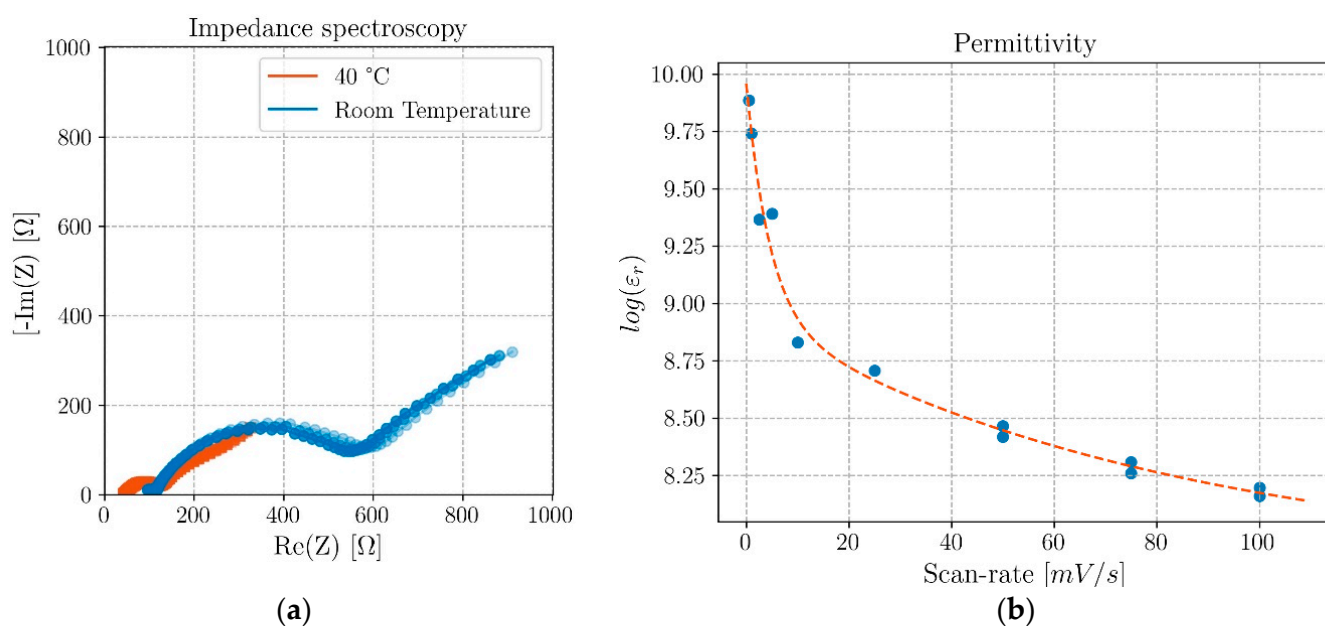 Impedance spectroscopy
1000
800
600
400
200
0
[-Im(Z) [Ω]
40 °C
Room Temperature
0 200 400 600 800 1000
Re(Z) [Ω]
(a)
Permittivity
10.00
9.75
9.50
9.25
9.00
8.75
8.50
8.25
log(ε_r)
0 20 40 60 80 100
Scan-rate [mV/s]
(b)